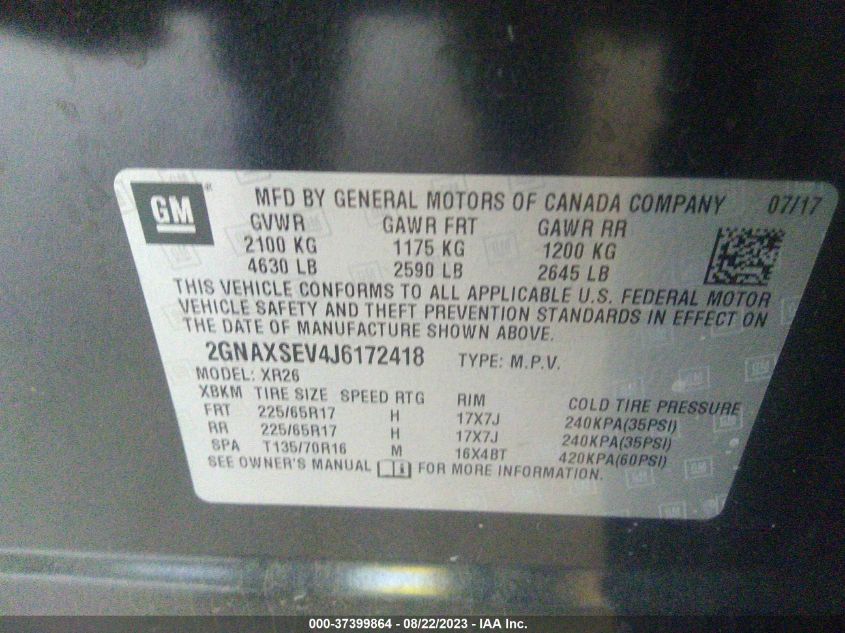 GM ® MFD BY GENERAL MOTORS OF CANADA COMPANY 07/17
GVWR GAWR FRT GAWR RR
2100 KG 1175 KG 1200 KG
4630 LB 2590 LB 2645 LB
THIS VEHICLE CONFORMS TO ALL APPLICABLE U.S. FEDERAL MOTOR
VEHICLE SAFETY AND THEFT PREVENTION STANDARDS IN EFFECT ON
THE DATE OF MANUFACTURE SHOWN ABOVE.
2GNAXSEV4J6172418 TYPE: M.P.V.
MODEL: XR26
XBKM TIRE SIZE SPEED RTG RIM COLD TIRE PRESSURE
FRT 225/65R17 H 17X7J 240KPA(35PSI)
RR 225/65R17 H 17X7J 240KPA(35PSI)
SPA T135/70R16 M 16X4BT 420KPA(60PSI)
SEE OWNER'S MANUAL FOR MORE INFORMATION.
000-37399864 - 08/22/2023 - IAA Inc.